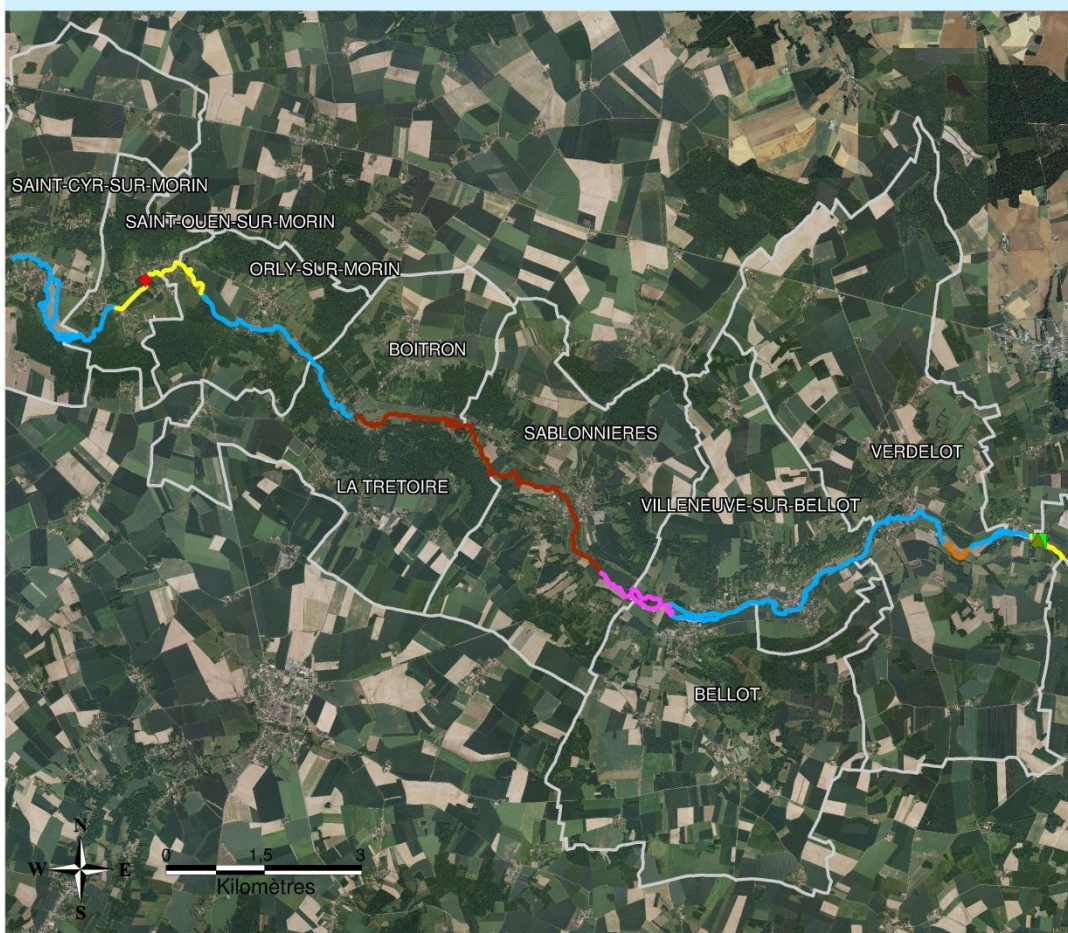 SAINT-CYR-SUR-MORIN
SAINT-OUEN-SUR-MORIN
ORLY-SUR-MORIN
BOITRON
SABLONNIERES
VERDELOT
LA TRETOIRE
VILLENEUVE-SUR-BELLOT
BELLOT
N
W E
S
0 1,5 3
Kilomètres